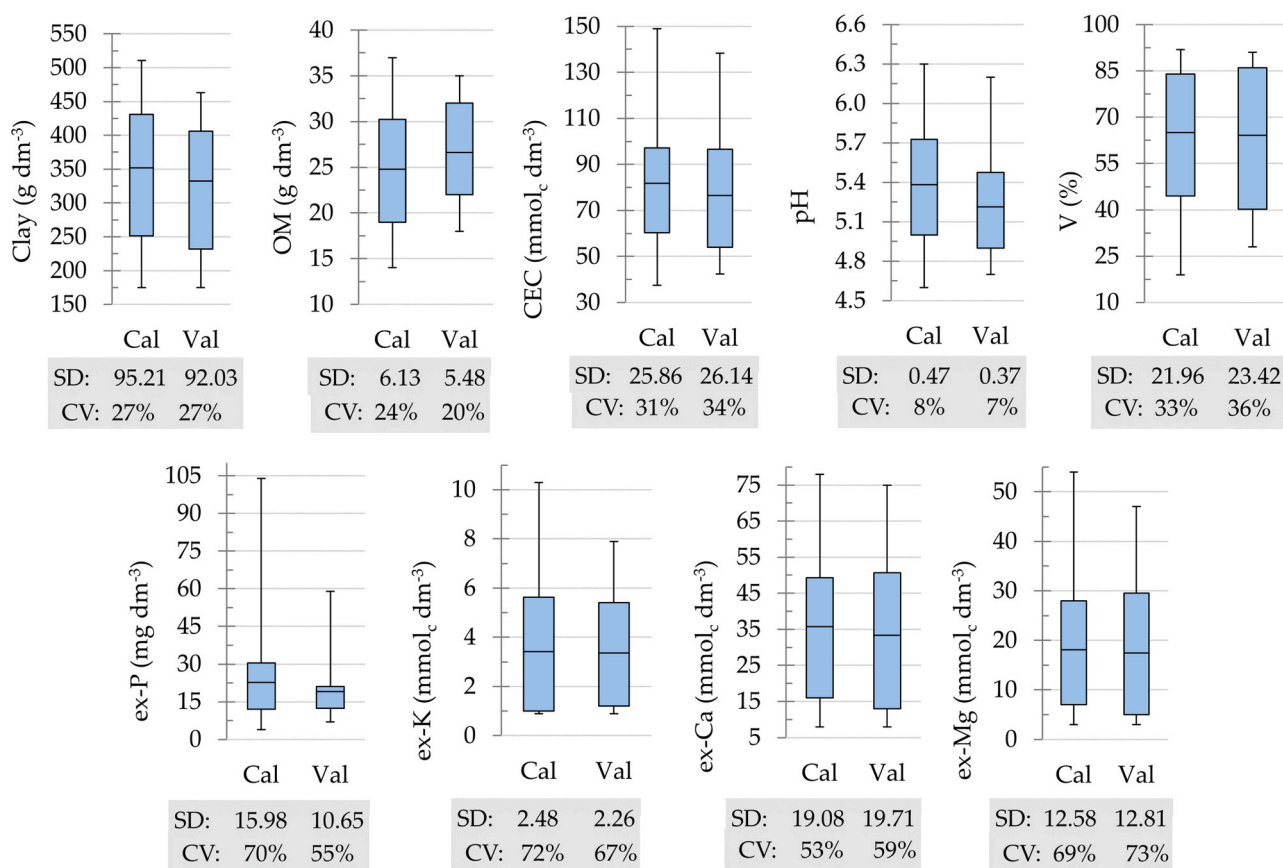 Clay (g dm-3)
550
500
450
400
350
300
250
200
150
Cal Val
SD: 95.21 92.03
CV: 27% 27%
OM (g dm-3)
40
35
30
25
20
15
10
Cal Val
SD: 6.13 5.48
CV: 24% 20%
CEC (mmolc dm-3)
150
130
110
90
70
50
30
Cal Val
SD: 25.86 26.14
CV: 31% 34%
pH
6.6
6.3
6.0
5.7
5.4
5.1
4.8
4.5
Cal Val
SD: 0.47 0.37
CV: 8% 7%
V (%)
100
85
70
55
40
25
10
Cal Val
SD: 21.96 23.42
CV: 33% 36%
ex-P (mg dm-3)
105
90
75
60
45
30
15
0
Cal Val
SD: 15.98 10.65
CV: 70% 55%
ex-K (mmolc dm-3)
10
8
6
4
2
0
Cal Val
SD: 2.48 2.26
CV: 72% 67%
ex-Ca (mmolc dm-3)
75
65
55
45
35
25
15
5
Cal Val
SD: 19.08 19.71
CV: 53% 59%
ex-Mg (mmolc dm-3)
50
40
30
20
10
0
Cal Val
SD: 12.58 12.81
CV: 69% 73%